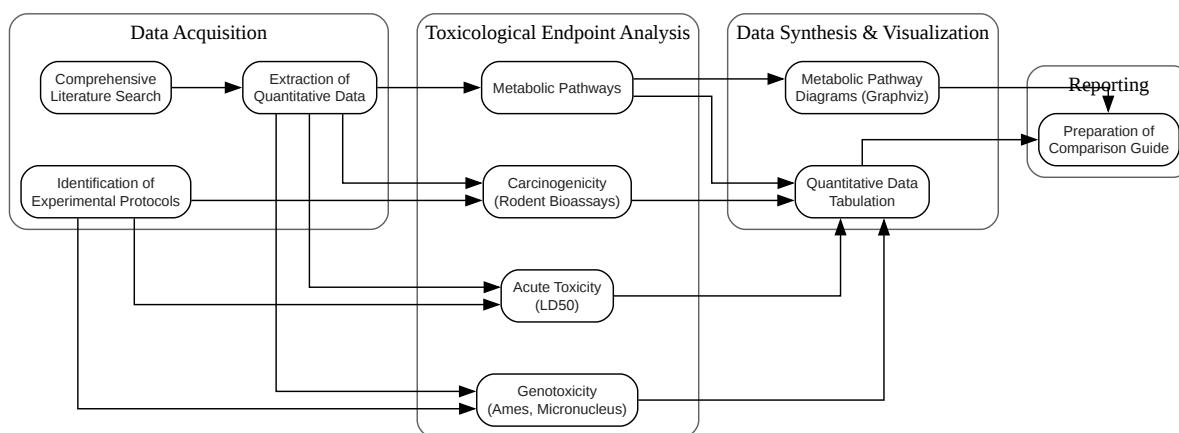 Data Acquisition
Comprehensive
Literature Search
Extraction of
Quantitative Data
Identification of
Experimental Protocols
Toxicological Endpoint Analysis
Metabolic Pathways
Carcinogenicity
(Rodent Bioassays)
Acute Toxicity
(LD50)
Genotoxicity
(Ames, Micronucleus)
Data Synthesis & Visualization
Metabolic Pathway
Diagrams (Graphviz)
Quantitative Data
Tabulation
Reporting
Preparation of
Comparison Guide